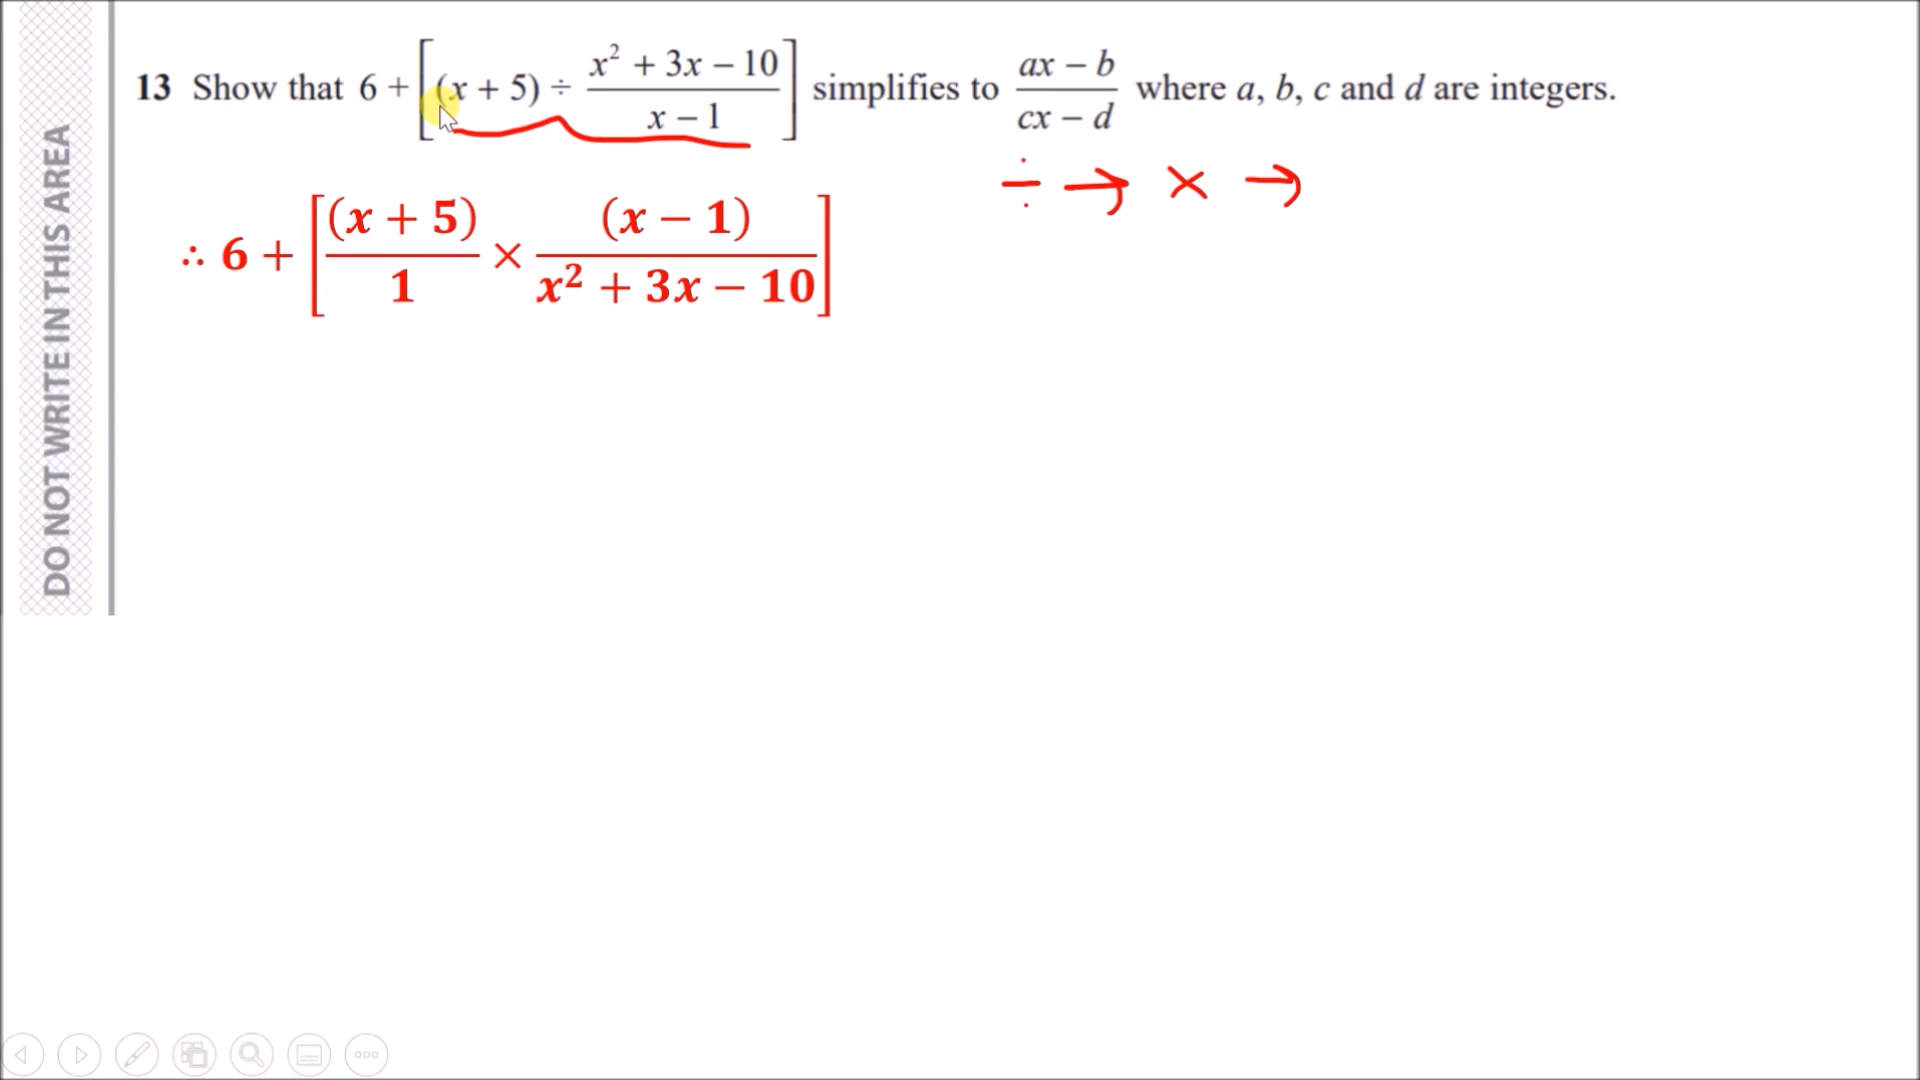 13 Show that 6 + [(x + 5) ÷ (x² + 3x − 10)/(x − 1)] simplifies to (ax − b)/(cx − d) where a, b, c and d are integers.
÷ → × →
∴ 6 + [(x + 5)/1 × (x − 1)/(x² + 3x − 10)]
DO NOT WRITE IN THIS AREA